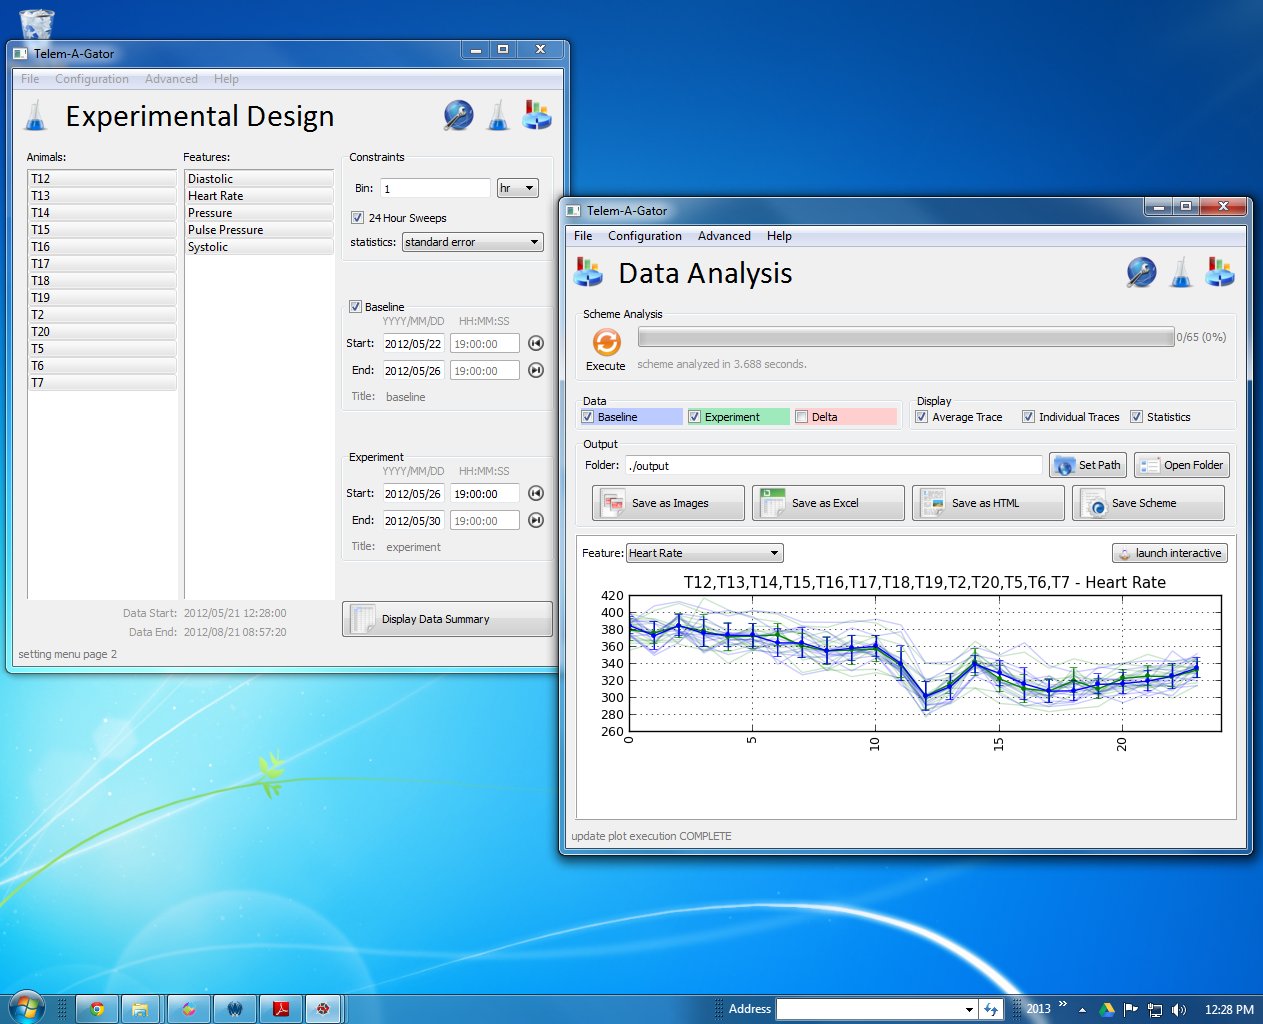 Telem-A-Gator
File Configuration Advanced Help
Experimental Design
Animals:
T12
T13
T14
T15
T16
T17
T18
T19
T2
T20
T5
T6
T7
Features:
Diastolic
Heart Rate
Pressure
Pulse Pressure
Systolic
Constraints
Bin: 1 hr
24 Hour Sweeps
statistics: standard error
Baseline
YYYY/MM/DD HH:MM:SS
Start: 2012/05/22 19:00:00
End: 2012/05/26 19:00:00
Title: baseline
Experiment
YYYY/MM/DD HH:MM:SS
Start: 2012/05/26 19:00:00
End: 2012/05/30 19:00:00
Title: experiment
Data Start: 2012/05/21 12:28:00
Data End: 2012/08/21 08:57:20
Display Data Summary
setting menu page 2
Telem-A-Gator
File Configuration Advanced Help
Data Analysis
Scheme Analysis
0/65 (0%)
Execute
scheme analyzed in 3.688 seconds.
Data
Baseline Experiment Delta
Display
Average Trace Individual Traces Statistics
Output
Folder: ./output Set Path Open Folder
Save as Images Save as Excel Save as HTML Save Scheme
Feature: Heart Rate launch interactive
T12,T13,T14,T15,T16,T17,T18,T19,T2,T20,T5,T6,T7 - Heart Rate
420
400
380
360
340
320
300
280
260
0 5 10 15 20
update plot execution COMPLETE
Address 2013 12:28 PM